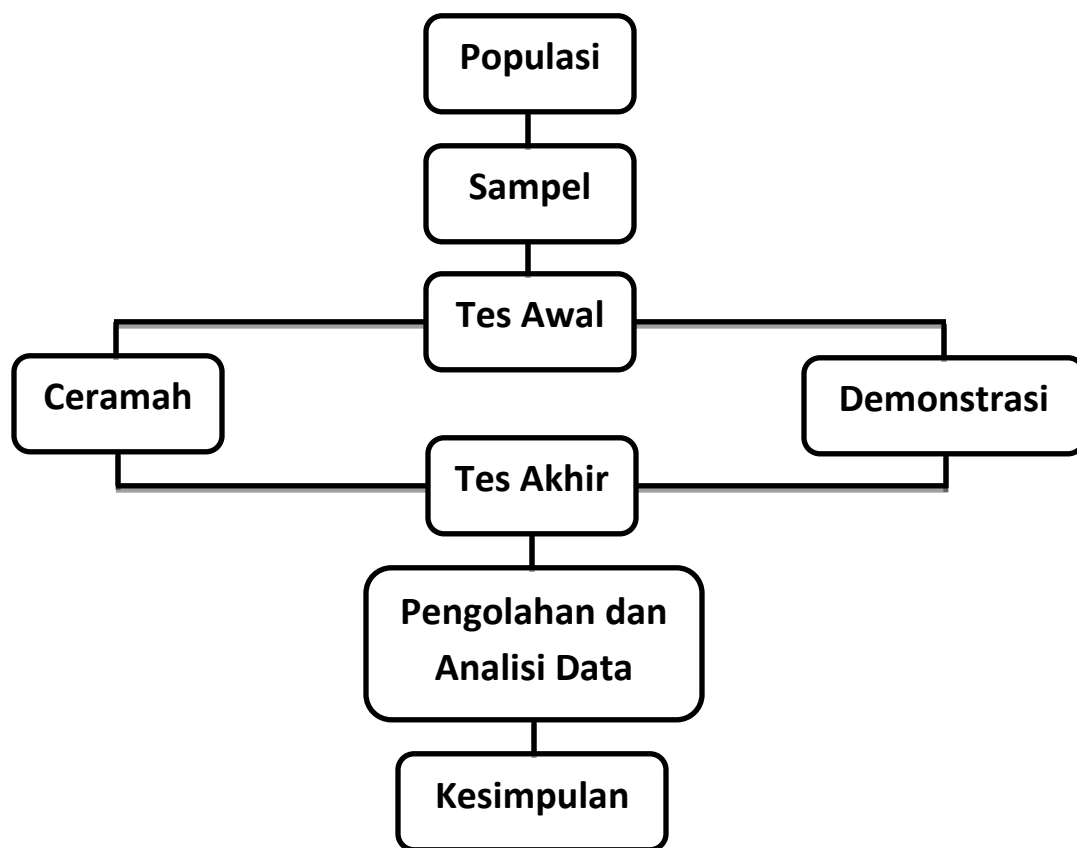 Populasi
Sampel
Tes Awal
Ceramah
Demonstrasi
Tes Akhir
Pengolahan dan
Analisi Data
Kesimpulan